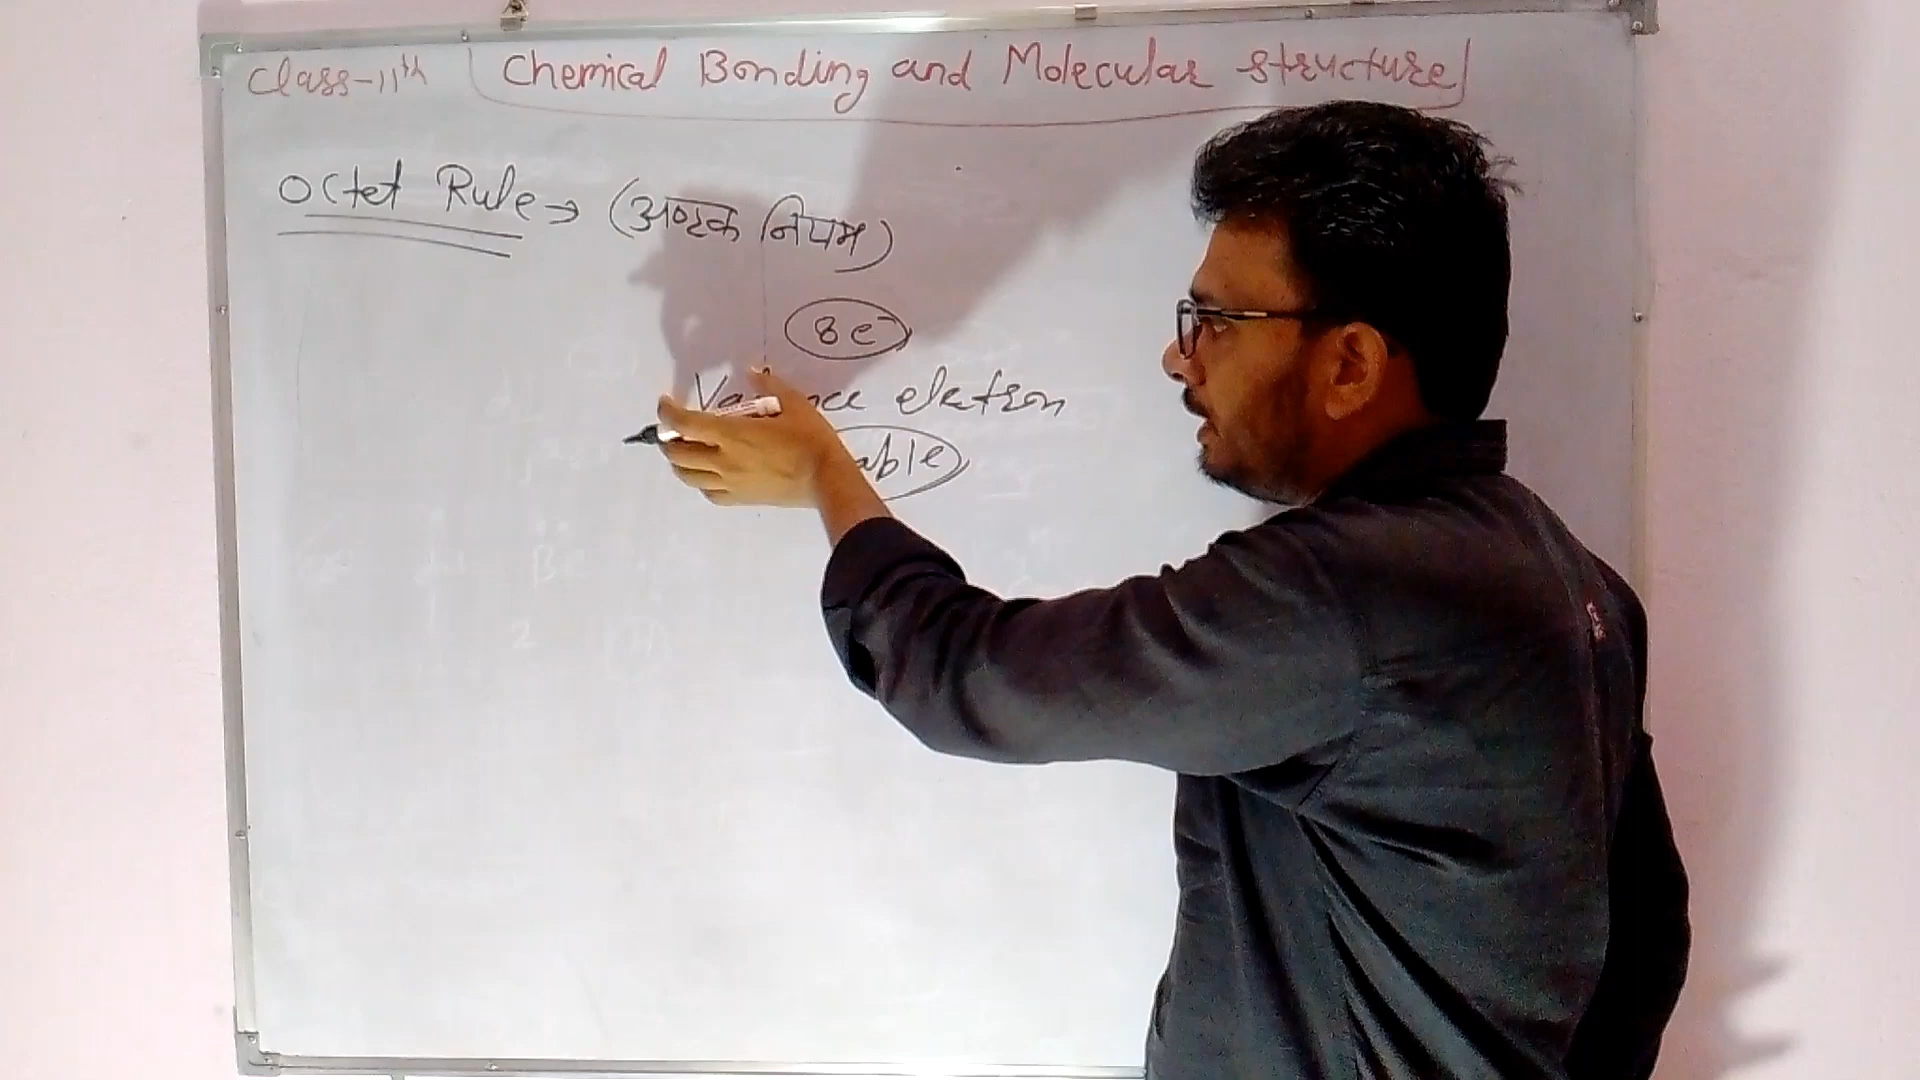 Class-11th Chemical Bonding and Molecular structure
Octet Rule → (अष्टक नियम)
8e⁻
elctron